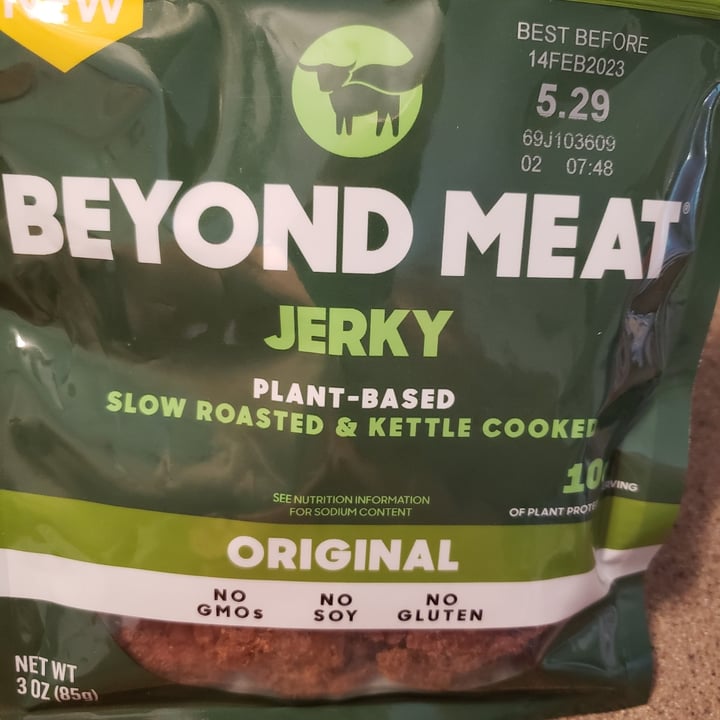 NEW
BEST BEFORE
14FEB2023
5.29
69J103609
02 07:48
BEYOND MEAT®
JERKY
PLANT-BASED
SLOW ROASTED & KETTLE COOKED
10
SEE NUTRITION INFORMATION
FOR SODIUM CONTENT
OF PLANT
ORIGINAL
NO NO NO
GMOs SOY GLUTEN
NET WT
3 OZ (85g)